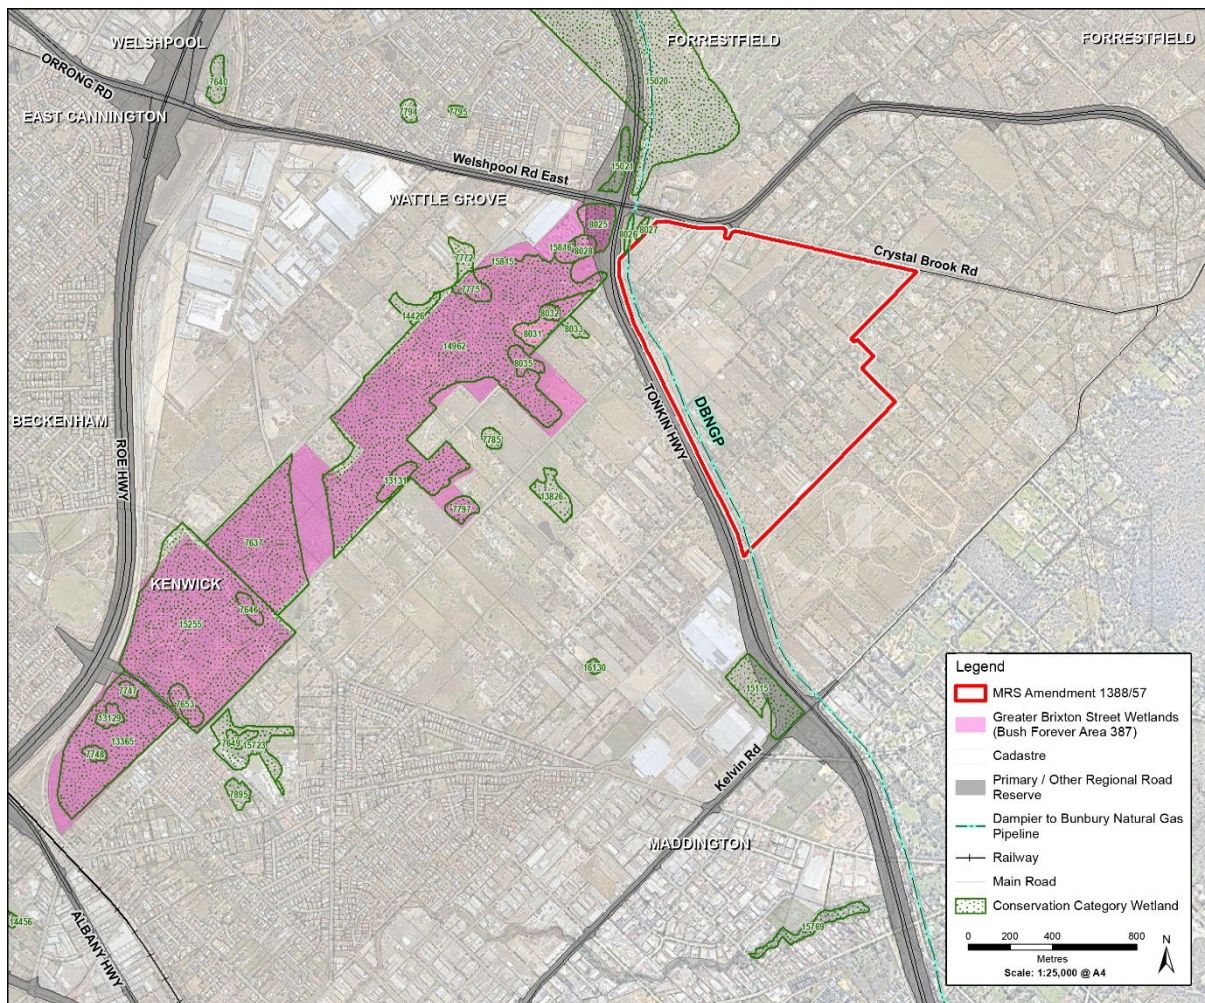 WELSHPOOL
FORRESTFIELD
FORRESTFIELD
ORRONG RD
7640
15020
EAST CANNINGTON
7794
7795
Welshpool Rd East
15021
WATTLE GROVE
8025
8026
8027
7772
15815
15816
8028
Crystal Brook Rd
7775
14426
8032
8031
8033
14962
8035
TONKIN HWY
DBNGP
BECKENHAM
ROE HWY
7785
13131
13826
7797
7637
KENWICK
7646
15255
16130
15115
7747
7653
13129
13365
7649
15723
7748
7895
Kelvin Rd
MADDINGTON
14456
ALBANY HWY
15769
Legend
MRS Amendment 1388/57
Greater Brixton Street Wetlands
(Bush Forever Area 387)
Cadastre
Primary / Other Regional Road
Reserve
Dampier to Bunbury Natural Gas
Pipeline
Railway
Main Road
Conservation Category Wetland
0 200 400 800
Metres
Scale: 1:25,000 @ A4
N